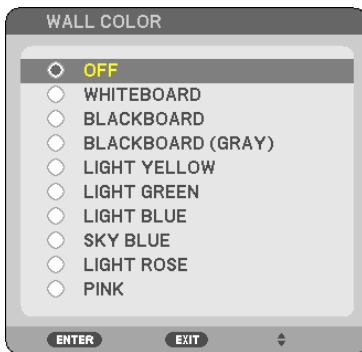 WALL COLOR
OFF
WHITEBOARD
BLACKBOARD
BLACKBOARD (GRAY)
LIGHT YELLOW
LIGHT GREEN
LIGHT BLUE
SKY BLUE
LIGHT ROSE
PINK
ENTER EXIT